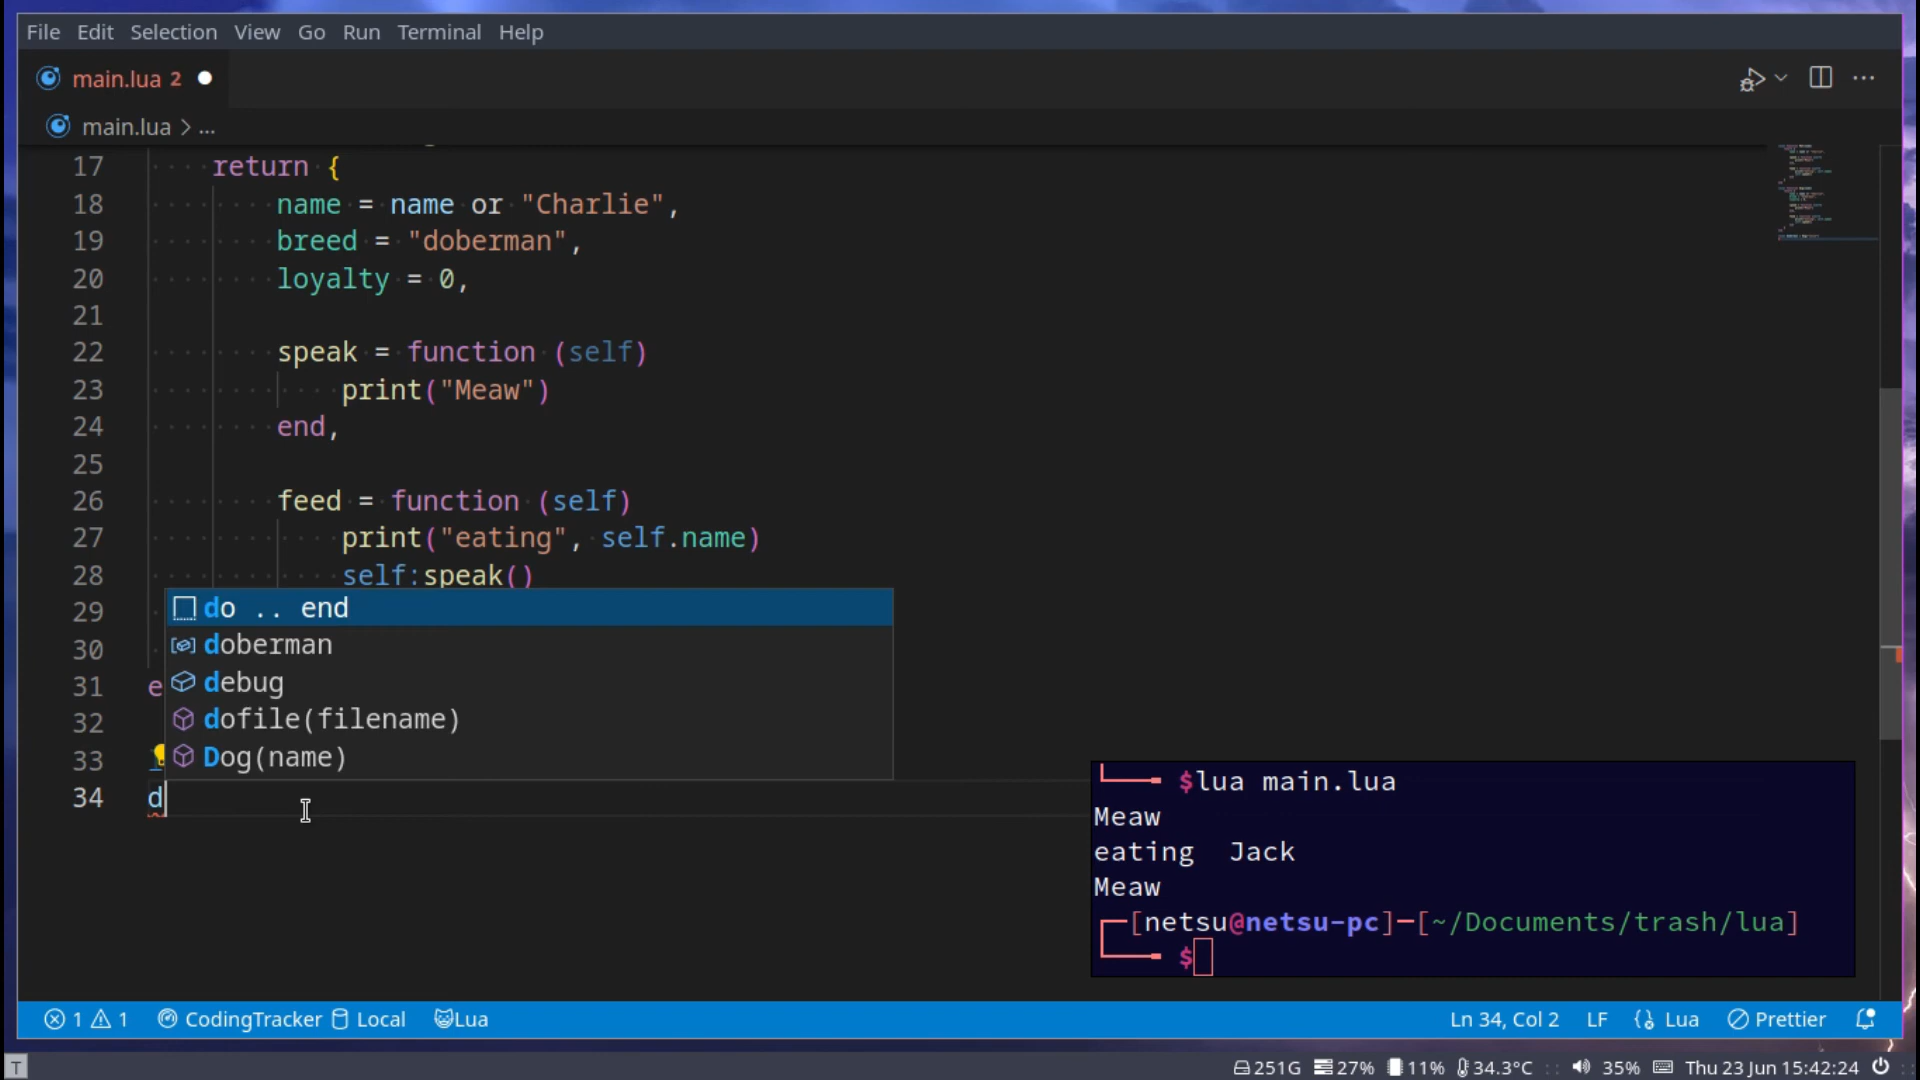 File Edit Selection View Go Run Terminal Help
main.lua 2
main.lua > ...
17 return {
18 name = name or "Charlie",
19 breed = "doberman",
20 loyalty = 0,
21
22 speak = function (self)
23 print("Meaw")
24 end,
25
26 feed = function (self)
27 print("eating", self.name)
28 self:speak()
29 do .. end
30 doberman
31 e debug
32 dofile(filename)
33 Dog(name)
34 d
$lua main.lua
Meaw
eating Jack
Meaw
[netsu@netsu-pc]-[~/Documents/trash/lua]
$
1 1 CodingTracker Local Lua Ln 34, Col 2 LF Lua Prettier
T 251G 27% 11% 34.3°C :: 35% Thu 23 Jun 15:42:24